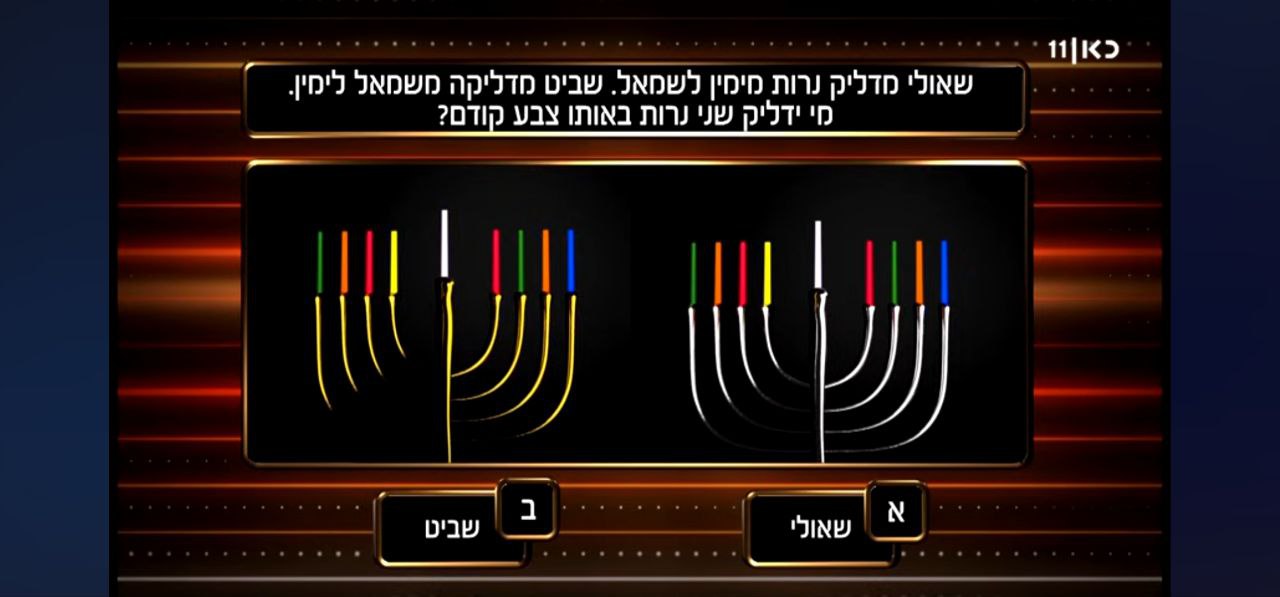 כאן|11
שאולי מדליק נרות מימין לשמאל. שביט מדליקה משמאל לימין.
מי ידליק שני נרות באותו צבע קודם?
א
שאולי
ב
שביט